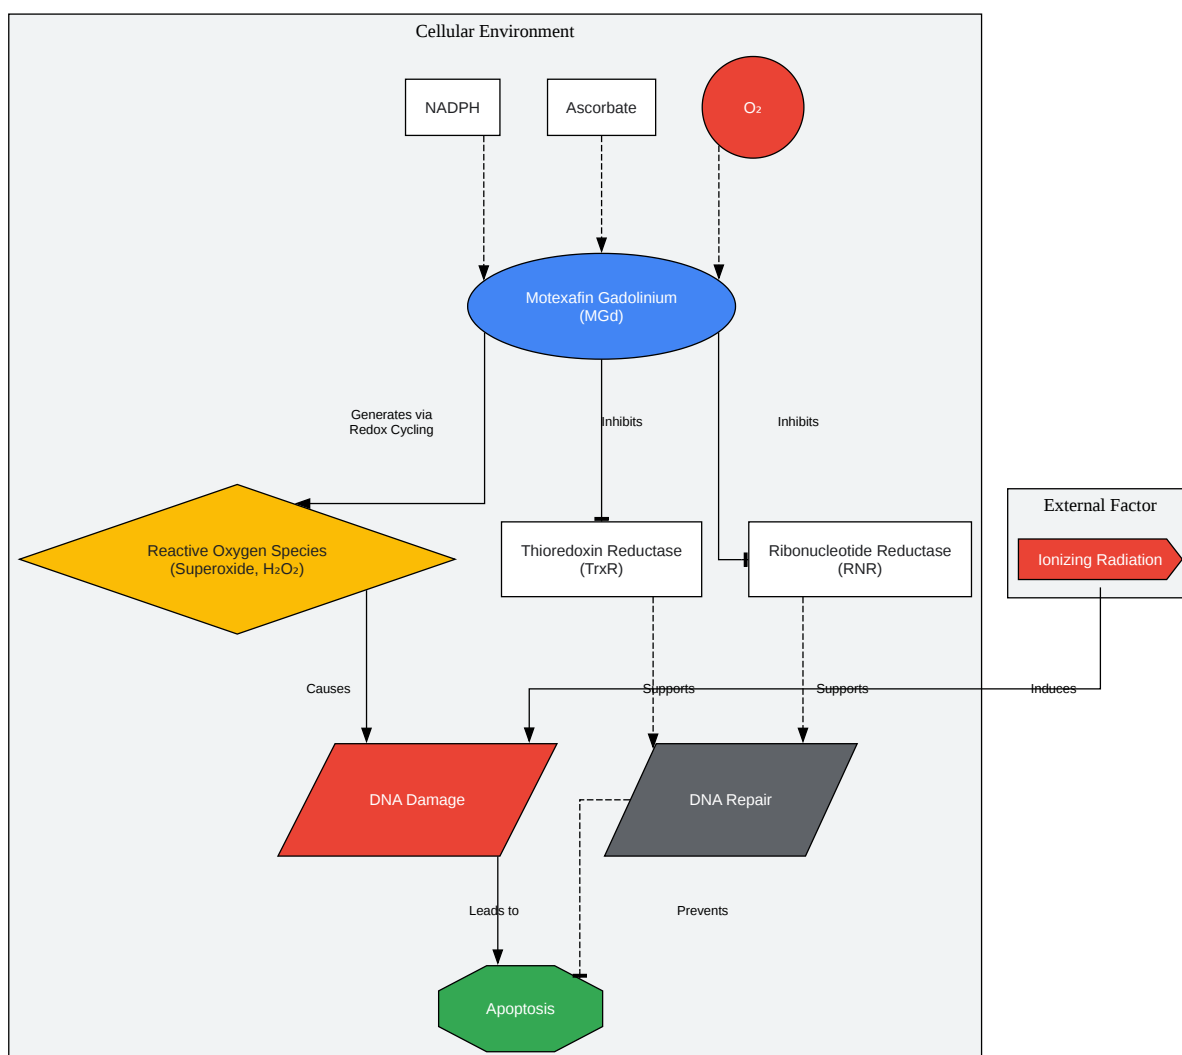 Cellular Environment
NADPH
Ascorbate
O₂
Motexafin Gadolinium
(MGd)
Generates via
Redox Cycling
Inhibits
Inhibits
External Factor
Reactive Oxygen Species
(Superoxide, H₂O₂)
Thioredoxin Reductase
(TrxR)
Ribonucleotide Reductase
(RNR)
Ionizing Radiation
Causes
Supports
Supports
Induces
DNA Damage
DNA Repair
Leads to
Prevents
Apoptosis